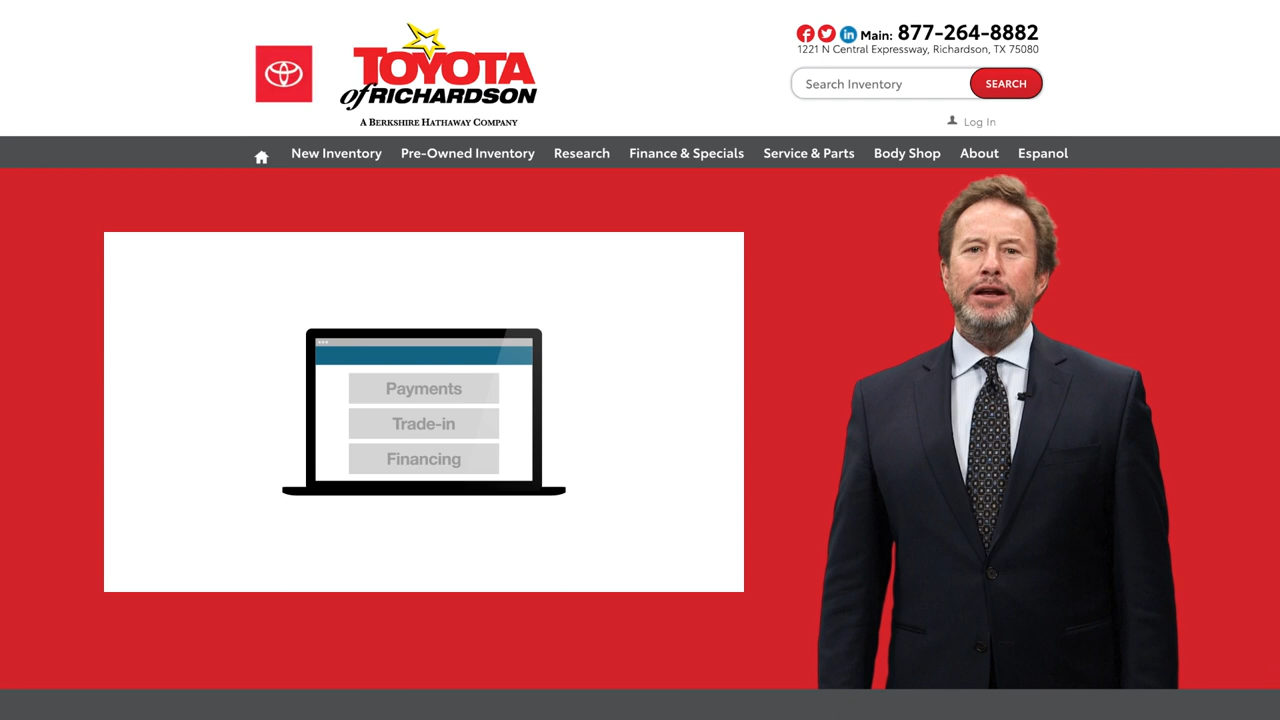 Main: 877-264-8882
1221 N Central Expressway, Richardson, TX 75080
TOYOTA
of RICHARDSON
A BERKSHIRE HATHAWAY COMPANY
Search Inventory
SEARCH
Log In
New Inventory
Pre-Owned Inventory
Research
Finance & Specials
Service & Parts
Body Shop
About
Espanol
Payments
Trade-in
Financing